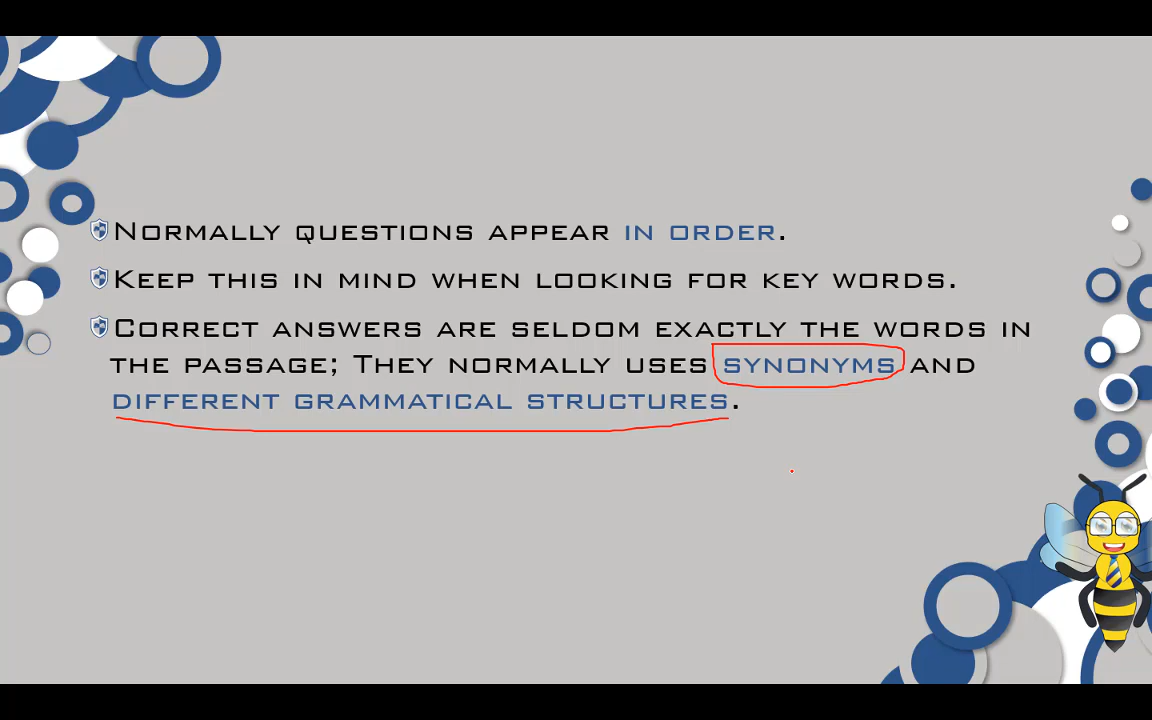 Normally questions appear in order.
Keep this in mind when looking for key words.
Correct answers are seldom exactly the words in
the passage; They normally uses synonyms and
different grammatical structures.